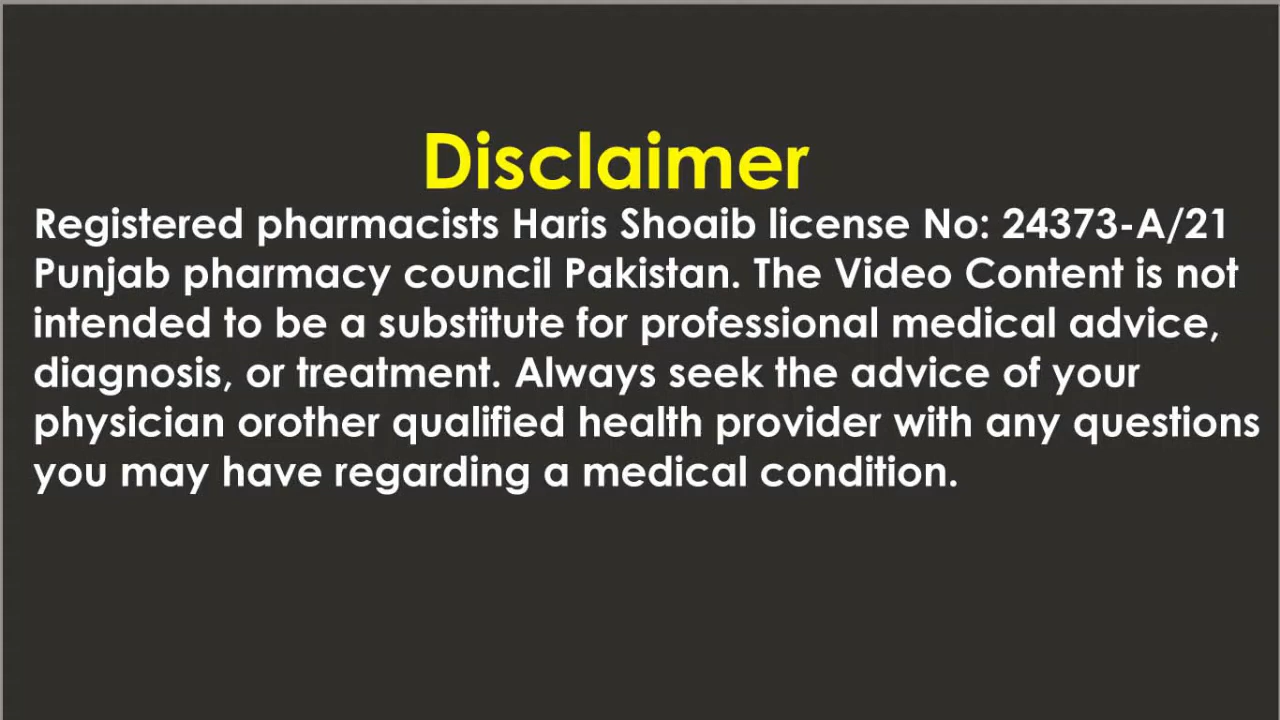 Disclaimer
Registered pharmacists Haris Shoaib license No: 24373-A/21
Punjab pharmacy council Pakistan. The Video Content is not
intended to be a substitute for professional medical advice,
diagnosis, or treatment. Always seek the advice of your
physician orother qualified health provider with any questions
you may have regarding a medical condition.